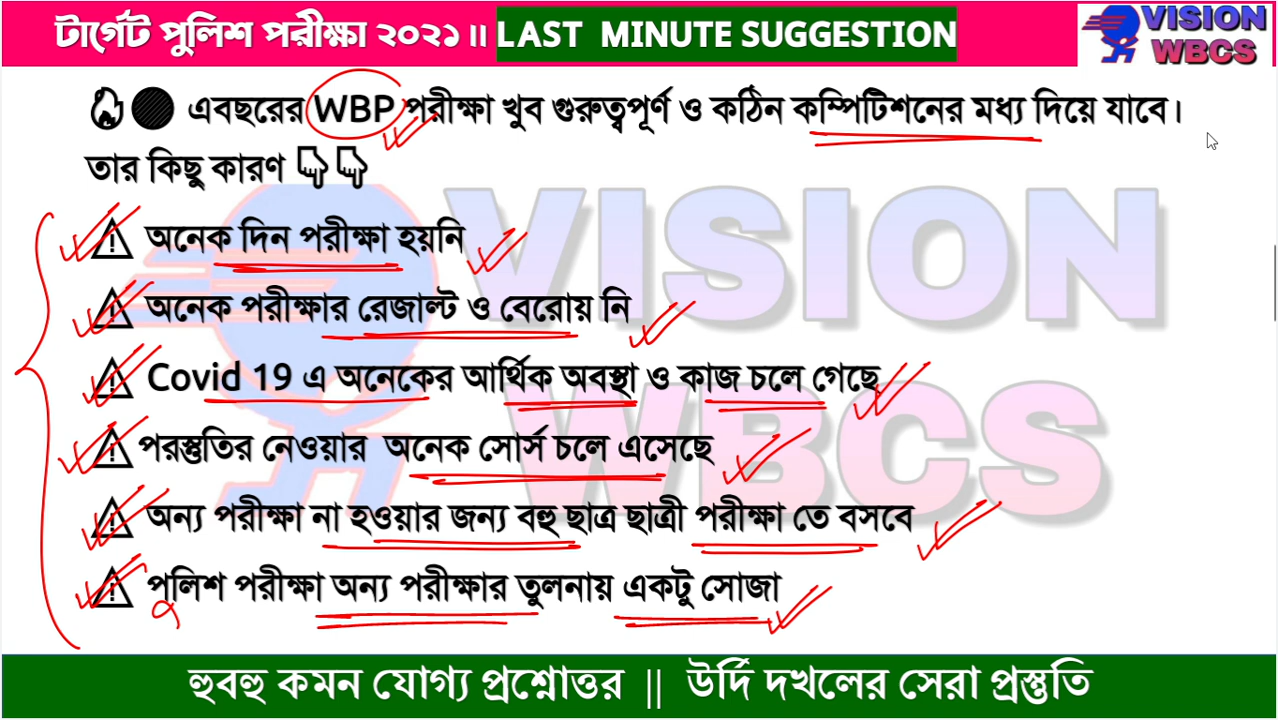 টার্গেট পুলিশ পরীক্ষা ২০২১ ॥ LAST MINUTE SUGGESTION
VISION
WBCS
এবছরের WBP পরীক্ষা খুব গুরুত্বপূর্ণ ও কঠিন কম্পিটিশনের মধ্য দিয়ে যাবে।
তার কিছু কারণ
অনেক দিন পরীক্ষা হয়নি
অনেক পরীক্ষার রেজাল্ট ও বেরোয় নি
Covid 19 এ অনেকের আর্থিক অবস্থা ও কাজ চলে গেছে
পরস্তুতির নেওয়ার অনেক সোর্স চলে এসেছে
অন্য পরীক্ষা না হওয়ার জন্য বহু ছাত্র ছাত্রী পরীক্ষা তে বসবে
পুলিশ পরীক্ষা অন্য পরীক্ষার তুলনায় একটু সোজা
VISION
WBCS
হুবহু কমন যোগ্য প্রশ্নোত্তর || উর্দি দখলের সেরা প্রস্তুতি